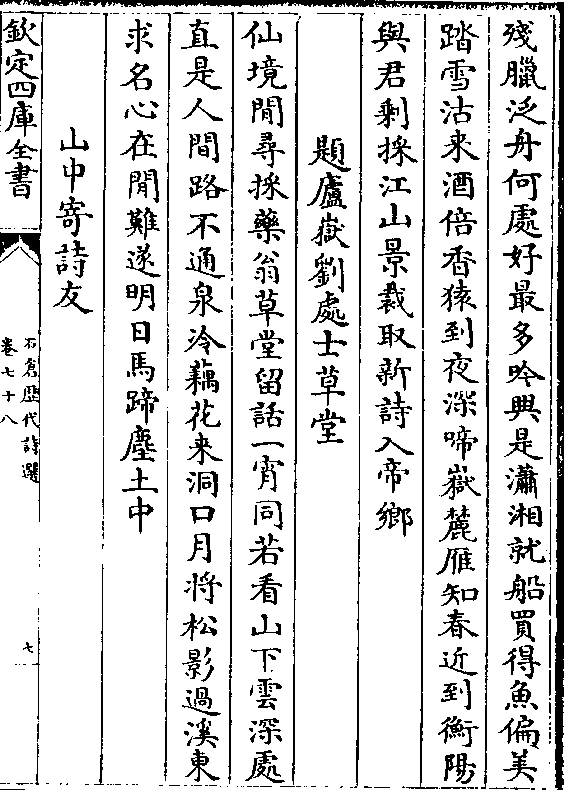 殘臘泛舟何處好最多吟興是瀟湘就船買得魚偏美
踏雪沽来酒倍香猿到夜深啼嶽麓雁知春近到衡陽
與君剩採江山景裁取新詩入帝鄉
題廬嶽劉處士草堂
仙境閒尋採藥翁草堂留話一宵同若看山下雲深處
直是人間路不通泉泠藕花来洞口月將松影過溪東
求名心在閒難遂明日馬蹄塵土中
山中寄詩友
欽定四庫全書
石倉歷代詩選
卷七十八
七